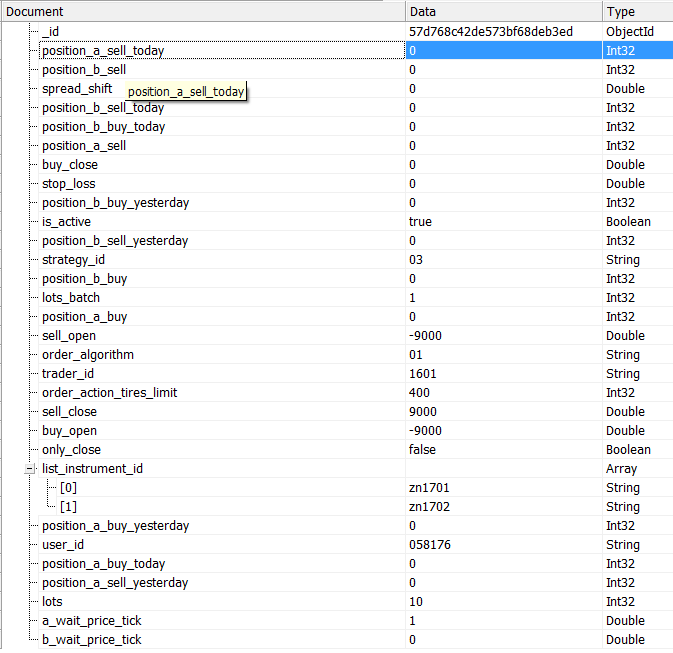 Document Data Type
_id 57d768c42de573bf68deb3ed ObjectId
position_a_sell_today 0 Int32
position_b_sell 0 Int32
spread_shift 0 Double
position_a_sell_today
position_b_sell_today 0 Int32
position_b_buy_today 0 Int32
position_a_sell 0 Int32
buy_close 0 Double
stop_loss 0 Double
position_b_buy_yesterday 0 Int32
is_active true Boolean
position_b_sell_yesterday 0 Int32
strategy_id 03 String
position_b_buy 0 Int32
lots_batch 1 Int32
position_a_buy 0 Int32
sell_open -9000 Double
order_algorithm 01 String
trader_id 1601 String
order_action_tires_limit 400 Int32
sell_close 9000 Double
buy_open -9000 Double
only_close false Boolean
list_instrument_id Array
[0] zn1701 String
[1] zn1702 String
position_a_buy_yesterday 0 Int32
user_id 058176 String
position_a_buy_today 0 Int32
position_a_sell_yesterday 0 Int32
lots 10 Int32
a_wait_price_tick 1 Double
b_wait_price_tick 0 Double